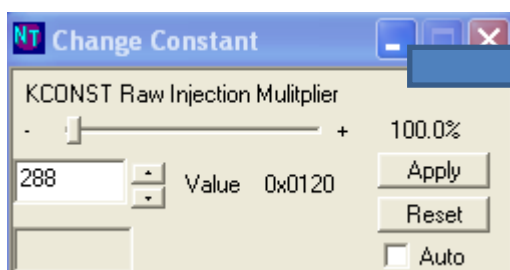 NT Change Constant
KCONST Raw Injection Mulitplier
- + 100.0%
288 Value 0x0120 Apply
Reset
Auto